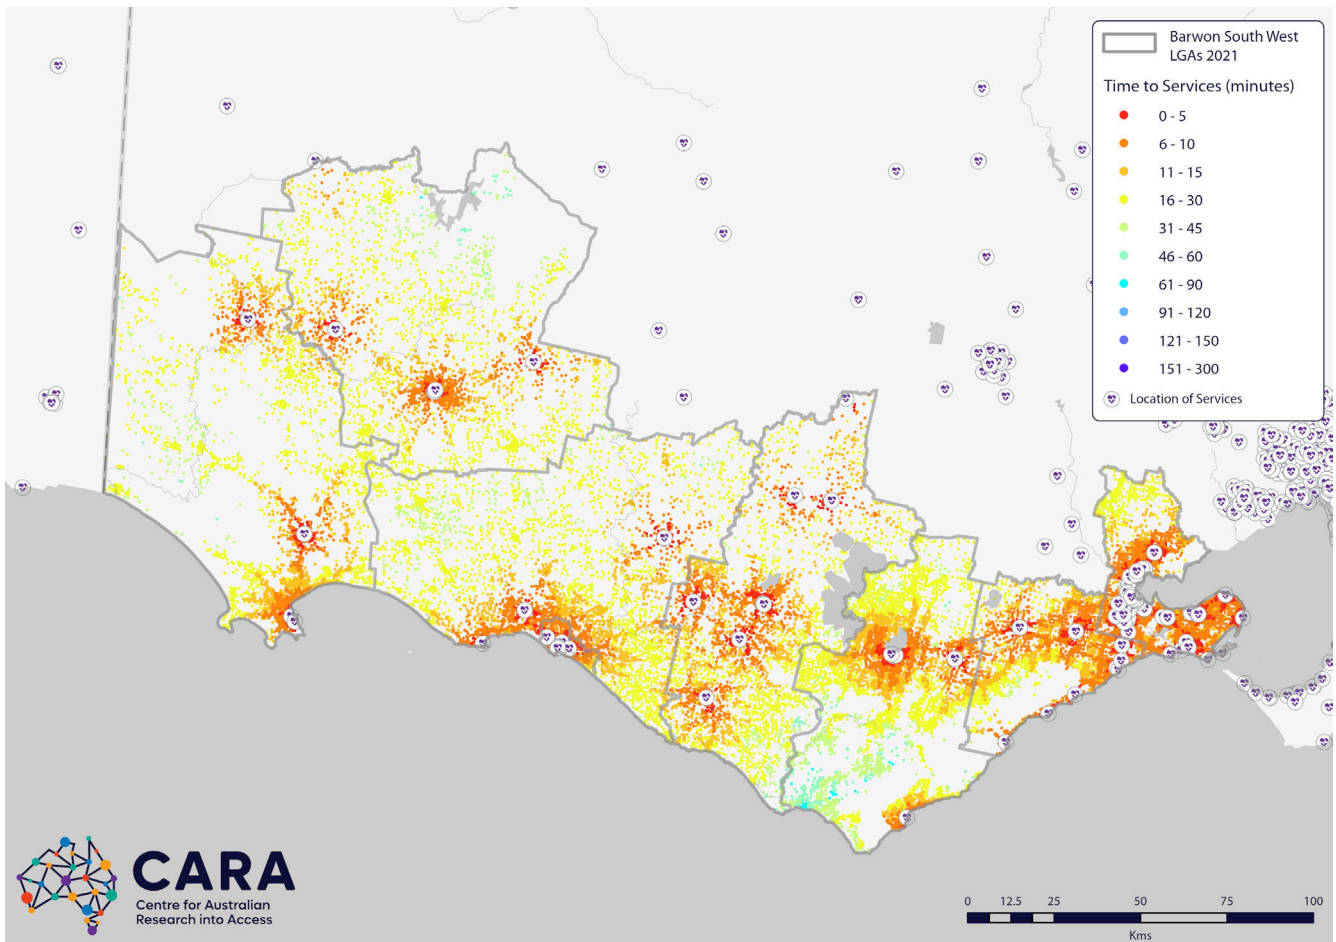 Barwon South West
LGAs 2021
Time to Services (minutes)
0 - 5
6 - 10
11 - 15
16 - 30
31 - 45
46 - 60
61 - 90
91 - 120
121 - 150
151 - 300
Location of Services
CARA
Centre for Australian
Research into Access
0 12.5 25 50 75 100
Kms